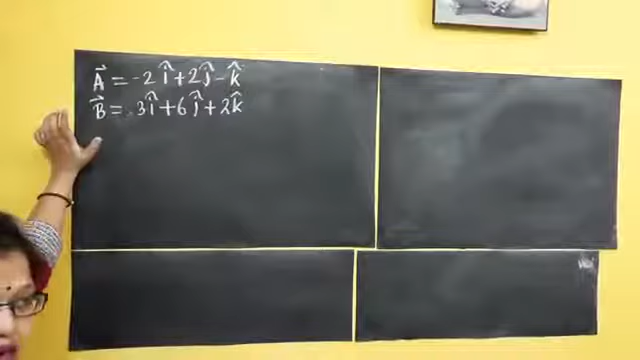 A⃗ = -2î+2ĵ-k̂
B⃗ = 3î+6ĵ+2k̂